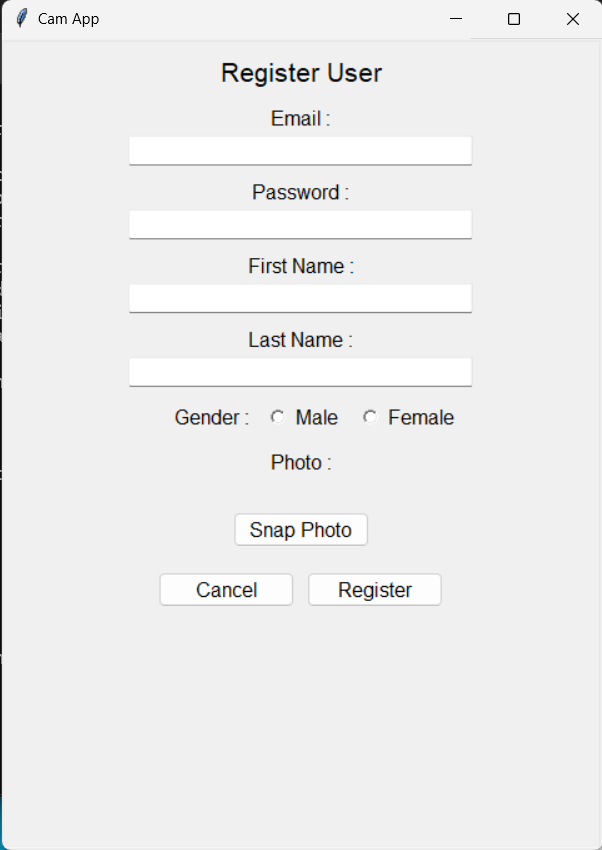 Cam App
Register User
Email :
Password :
First Name :
Last Name :
Gender : Male Female
Photo :
Snap Photo
Cancel Register